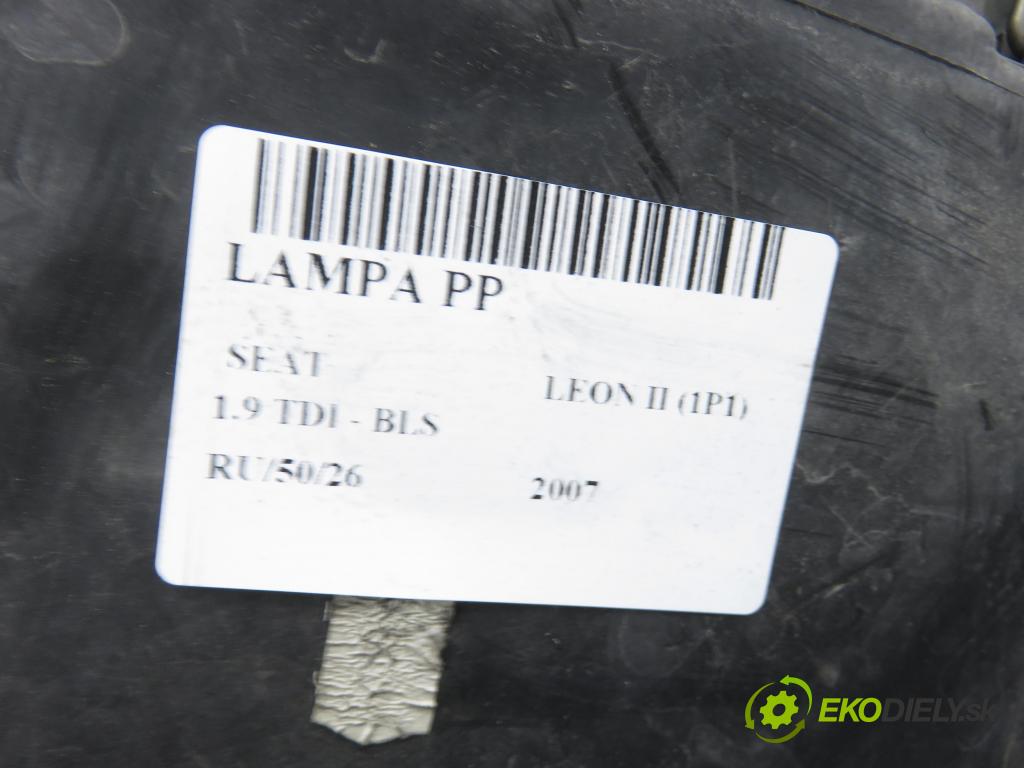 LAMPA PP
SEAT
LEON II (1P1)
1.9 TDI - BLS
RU/50/26
2007
EKODIELY.sk